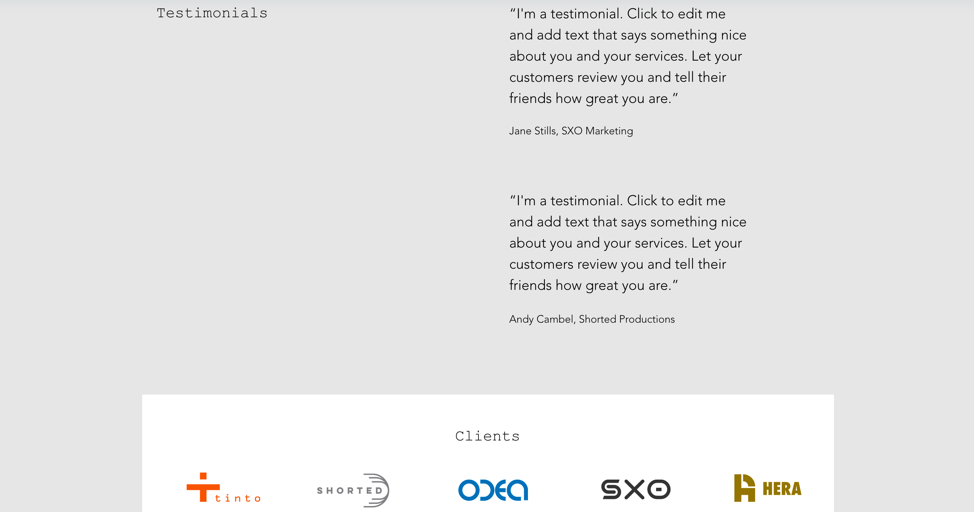 Testimonials
“I'm a testimonial. Click to edit me
and add text that says something nice
about you and your services. Let your
customers review you and tell their
friends how great you are.”
Jane Stills, SXO Marketing
“I'm a testimonial. Click to edit me
and add text that says something nice
about you and your services. Let your
customers review you and tell their
friends how great you are.”
Andy Cambel, Shorted Productions
Clients
tinto
SHORTED
ODEA
SXO
HERA